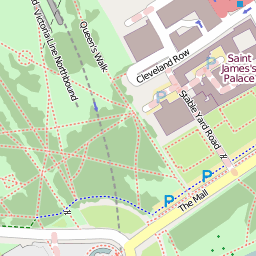 d
Victoria Line Northbound
Queen's Walk
Cleveland Row
Saint
James's
Palace
Stable Yard Road
The Mall
P
P